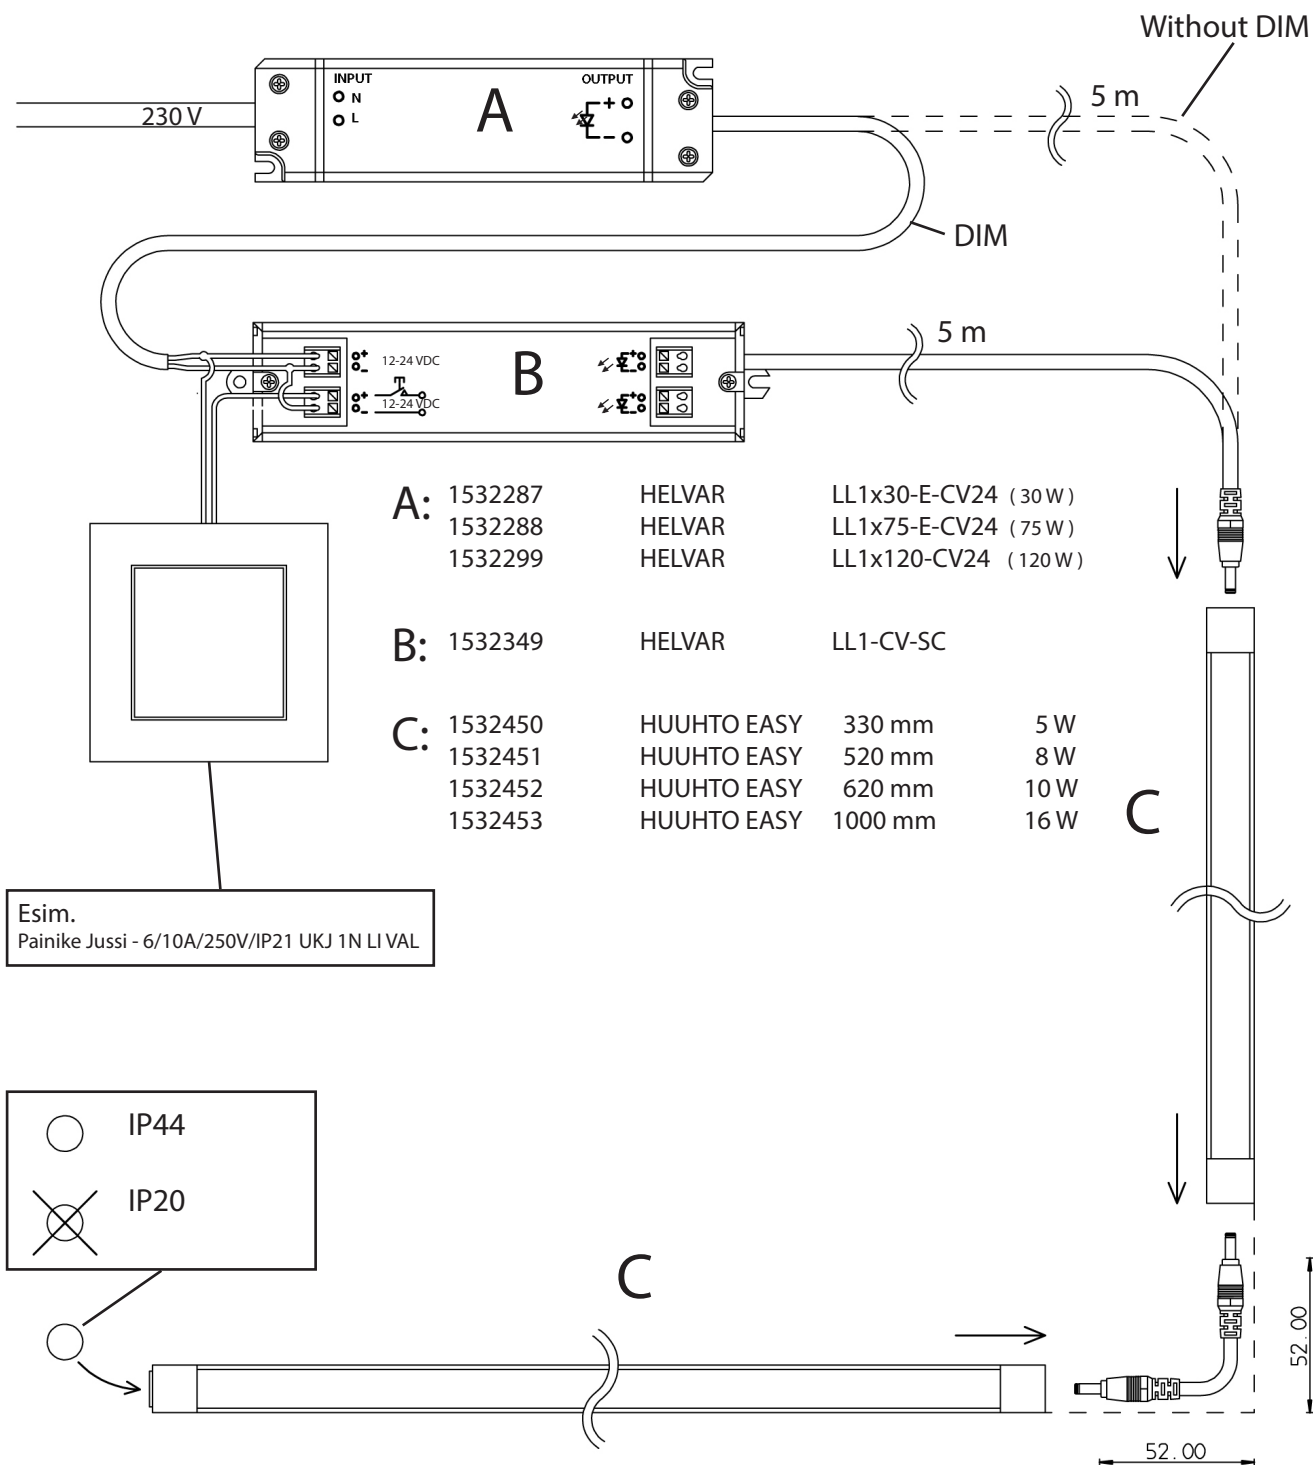 Without DIM
INPUT
N
L
A
OUTPUT
+
-
230 V
5 m
DIM
5 m
B
+
-
12-24 VDC
+
-
12-24 VDC
+
-
+
-
A: 1532287 HELVAR LL1x30-E-CV24 ( 30 W )
1532288 HELVAR LL1x75-E-CV24 ( 75 W )
1532299 HELVAR LL1x120-CV24 ( 120 W )
B: 1532349 HELVAR LL1-CV-SC
C: 1532450 HUUHTO EASY 330 mm 5 W
1532451 HUUHTO EASY 520 mm 8 W
1532452 HUUHTO EASY 620 mm 10 W
1532453 HUUHTO EASY 1000 mm 16 W
C
Esim.
Painike Jussi - 6/10A/250V/IP21 UKJ 1N LI VAL
IP44
IP20
C
52.00
52.00